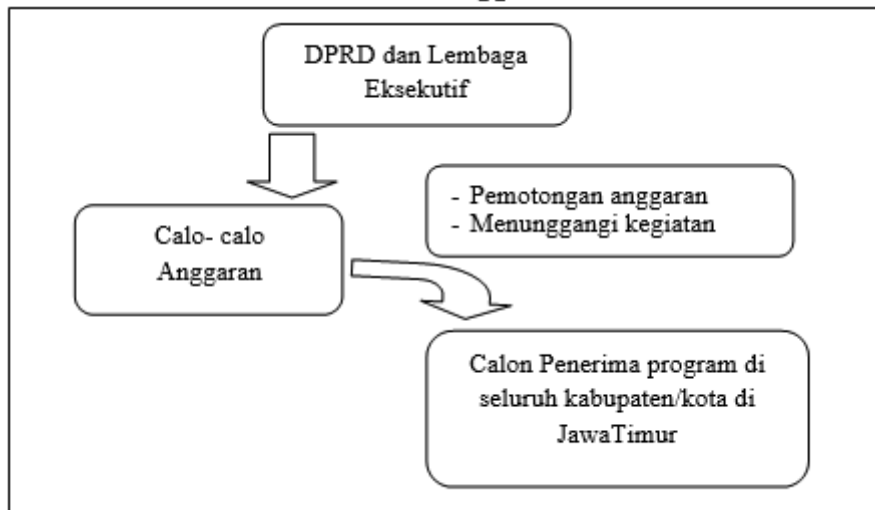 DPRD dan Lembaga
Eksekutif
- Pemotongan anggaran
- Menunggangi kegiatan
Calo- calo
Anggaran
Calon Penerima program di
seluruh kabupaten/kota di
JawaTimur